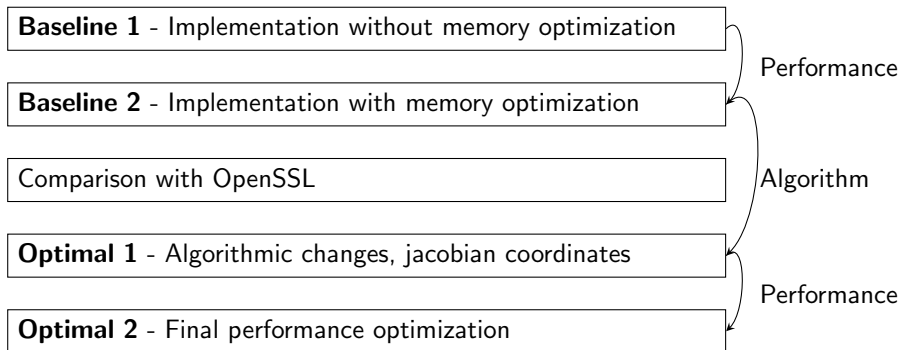 Baseline 1 - Implementation without memory optimization
Performance
Baseline 2 - Implementation with memory optimization
Comparison with OpenSSL
Algorithm
Optimal 1 - Algorithmic changes, jacobian coordinates
Performance
Optimal 2 - Final performance optimization